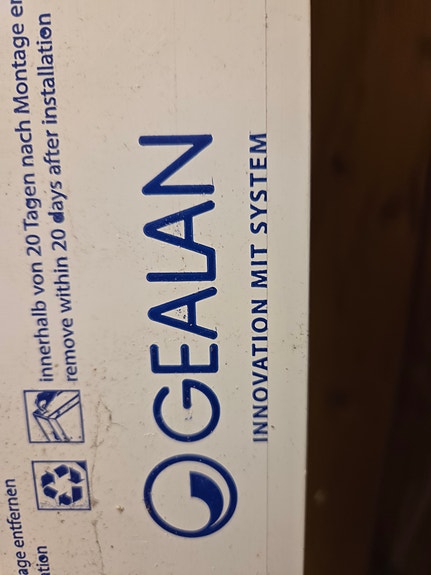 innerhalb von 20 Tagen nach Montage
remove within 20 days after installation
entfernen
GEALAN
INNOVATION MIT SYSTEM